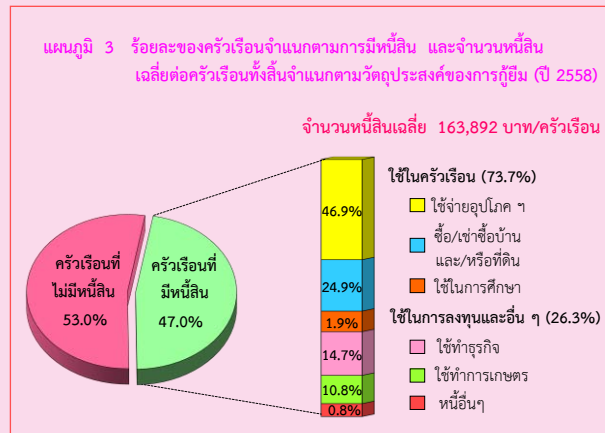 แผนภูมิ 3 ร้อยละของครัวเรือนจำแนกตามการมีหนี้สิน และจำนวนหนี้สิน
เฉลี่ยต่อครัวเรือนทั้งสิ้นจำแนกตามวัตถุประสงค์ของการกู้ยืม (ปี 2558)
จำนวนหนี้สินเฉลี่ย 163,892 บาท/ครัวเรือน
ครัวเรือนที่
ไม่มีหนี้สิน
53.0%
ครัวเรือนที่
มีหนี้สิน
47.0%
46.9%
24.9%
1.9%
14.7%
10.8%
0.8%
ใช้ในครัวเรือน (73.7%)
ใช้จ่ายอุปโภค ฯ
ซื้อ/เช่าซื้อบ้าน
และ/หรือที่ดิน
ใช้ในการศึกษา
ใช้ในการลงทุนและอื่น ๆ (26.3%)
ใช้ทำธุรกิจ
ใช้ทำการเกษตร
หนี้อื่นๆ